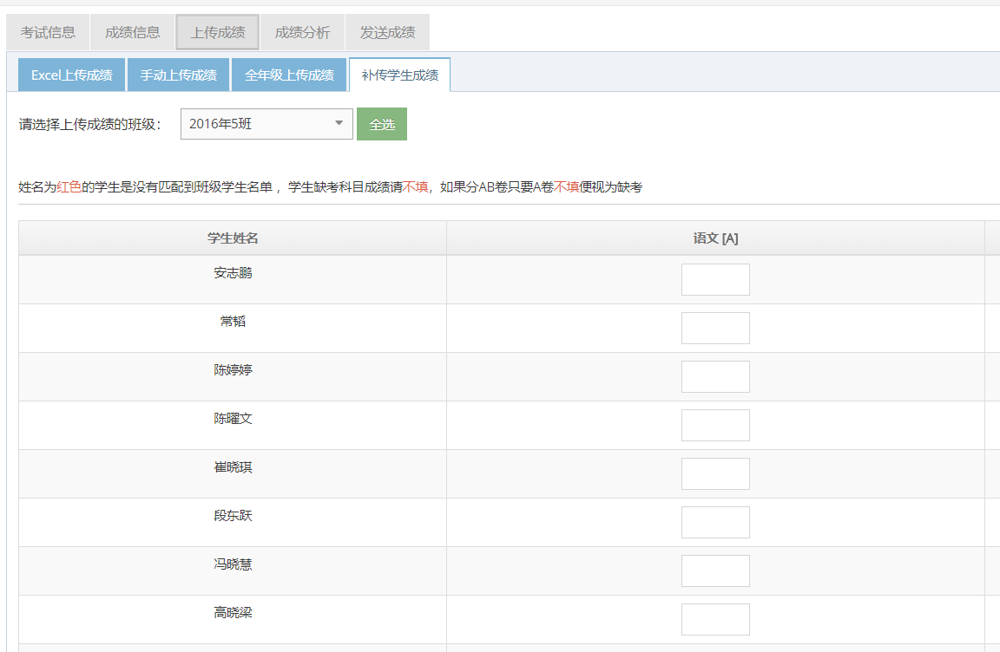 考试信息 成绩信息 上传成绩 成绩分析 发送成绩
Excel上传成绩 手动上传成绩 全年级上传成绩 补传学生成绩
请选择上传成绩的班级： 2016年5班 全选
姓名为红色的学生是没有匹配到班级学生名单 ，学生缺考科目成绩请不填，如果分AB卷只要A卷不填便视为缺考
学生姓名 语文 [A]
安志鹏
常韬
陈婷婷
陈曜文
崔晓琪
段东跃
冯晓慧
高晓梁